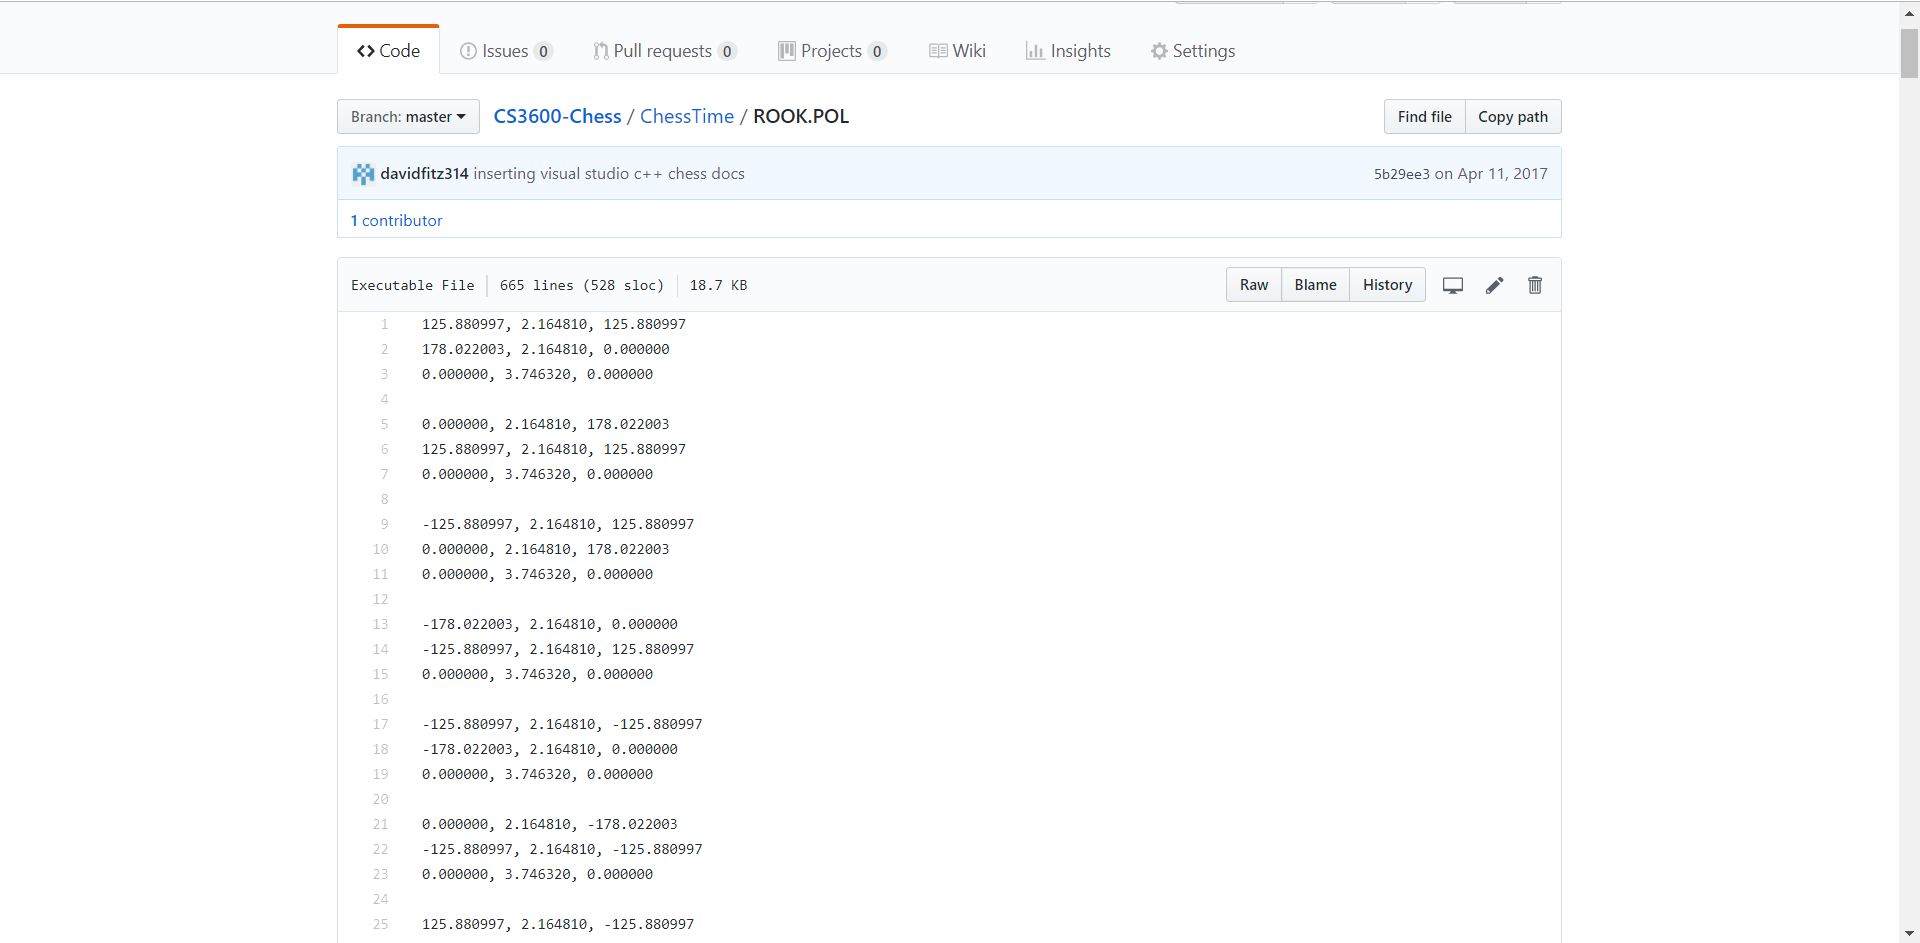 Code Issues 0 Pull requests 0 Projects 0 Wiki Insights Settings
Branch: master CS3600-Chess / ChessTime / ROOK.POL Find file Copy path
davidfitz314 inserting visual studio c++ chess docs 5b29ee3 on Apr 11, 2017
1 contributor
Executable File 665 lines (528 sloc) 18.7 KB Raw Blame History
1 125.880997, 2.164810, 125.880997
2 178.022003, 2.164810, 0.000000
3 0.000000, 3.746320, 0.000000
4
5 0.000000, 2.164810, 178.022003
6 125.880997, 2.164810, 125.880997
7 0.000000, 3.746320, 0.000000
8
9 -125.880997, 2.164810, 125.880997
10 0.000000, 2.164810, 178.022003
11 0.000000, 3.746320, 0.000000
12
13 -178.022003, 2.164810, 0.000000
14 -125.880997, 2.164810, 125.880997
15 0.000000, 3.746320, 0.000000
16
17 -125.880997, 2.164810, -125.880997
18 -178.022003, 2.164810, 0.000000
19 0.000000, 3.746320, 0.000000
20
21 0.000000, 2.164810, -178.022003
22 -125.880997, 2.164810, -125.880997
23 0.000000, 3.746320, 0.000000
24
25 125.880997, 2.164810, -125.880997